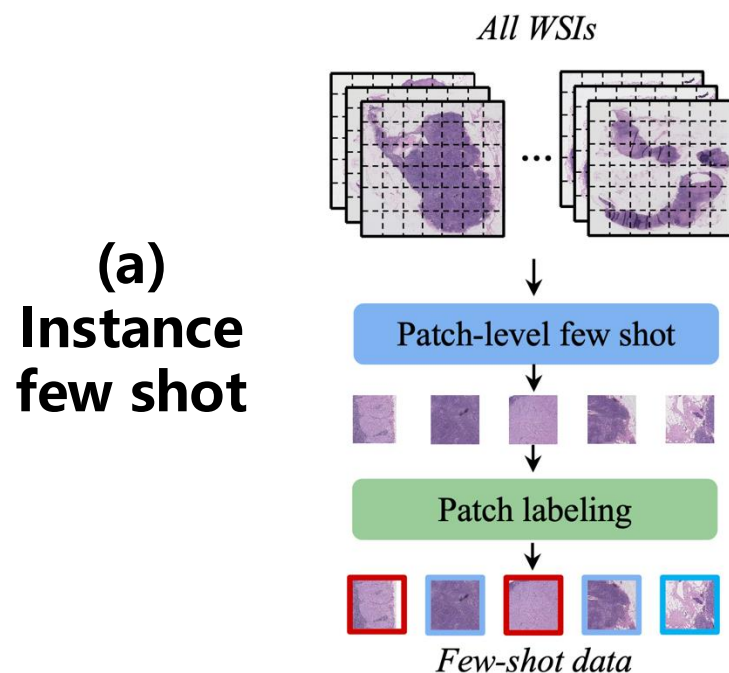 All WSIs
...
(a)
Instance
few shot
Patch-level few shot
Patch labeling
Few-shot data